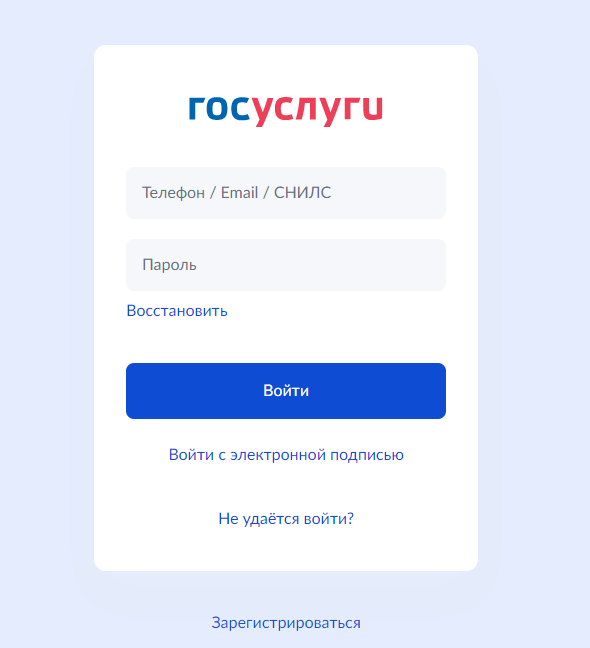 госуслуги
Телефон / Email / СНИЛС
Пароль
Восстановить
Войти
Войти с электронной подписью
Не удаётся войти?
Зарегистрироваться